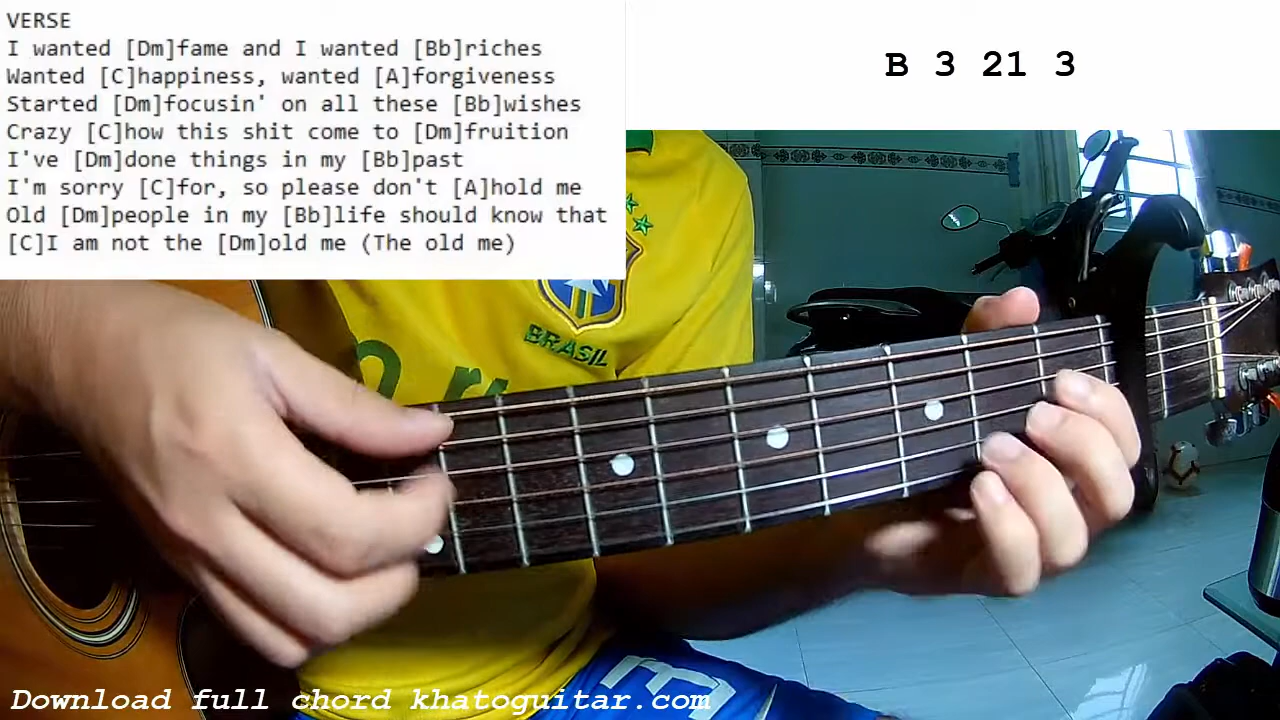 VERSE
I wanted [Dm]fame and I wanted [Bb]riches
Wanted [C]happiness, wanted [A]forgiveness
Started [Dm]focusin' on all these [Bb]wishes
Crazy [C]how this shit come to [Dm]fruition
I've [Dm]done things in my [Bb]past
I'm sorry [C]for, so please don't [A]hold me
Old [Dm]people in my [Bb]life should know that
[C]I am not the [Dm]old me (The old me)
B 3 21 3
BRASIL
Download full chord khatoguitar.com